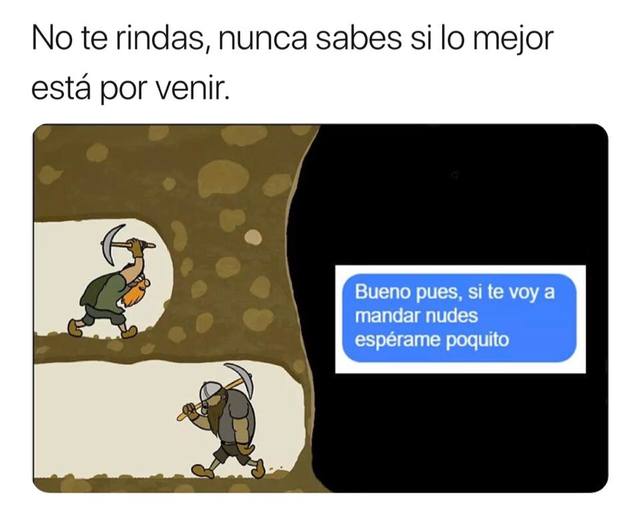 No te rindas, nunca sabes si lo mejor
está por venir.
Bueno pues, si te voy a
mandar nudes
espérame poquito